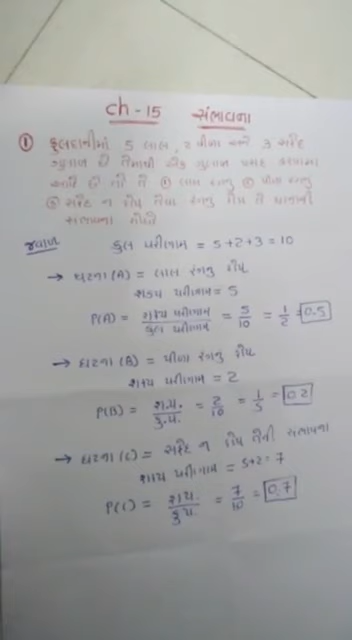 ch - 15 સંભાવના
① ફૂલદાનીમાં 5 લાલ, 2 પીળા અને 3 સફેદ
ગુલાબ છે તેમાંથી એક ગુલાબ પસંદ કરવામાં
આવે છે તો તે ① લાલ રંગનું ② પીળા રંગનું
③ સફેદ ન હોય તેવા રંગનું હોય તે ઘટનાની
સંભાવના શોધો
જવાબ કુલ પરીણામ = 5+2+3 = 10
→ ઘટના (A) = લાલ રંગનું હોય
શક્ય પરીણામ = 5
P(A) = શક્ય પરીણામ / કુલ પરીણામ = 5/10 = 1/2 = 0.5
→ ઘટના (B) = પીળા રંગનું હોય
શક્ય પરીણામ = 2
P(B) = શ.પ. / કુ.પ. = 2/10 = 1/5 = 0.2
→ ઘટના (C) = સફેદ ન હોય તેની સંભાવના
શક્ય પરીણામ = 5+2 = 7
P(C) = શ.પ. / કુ.પ. = 7/10 = 0.7